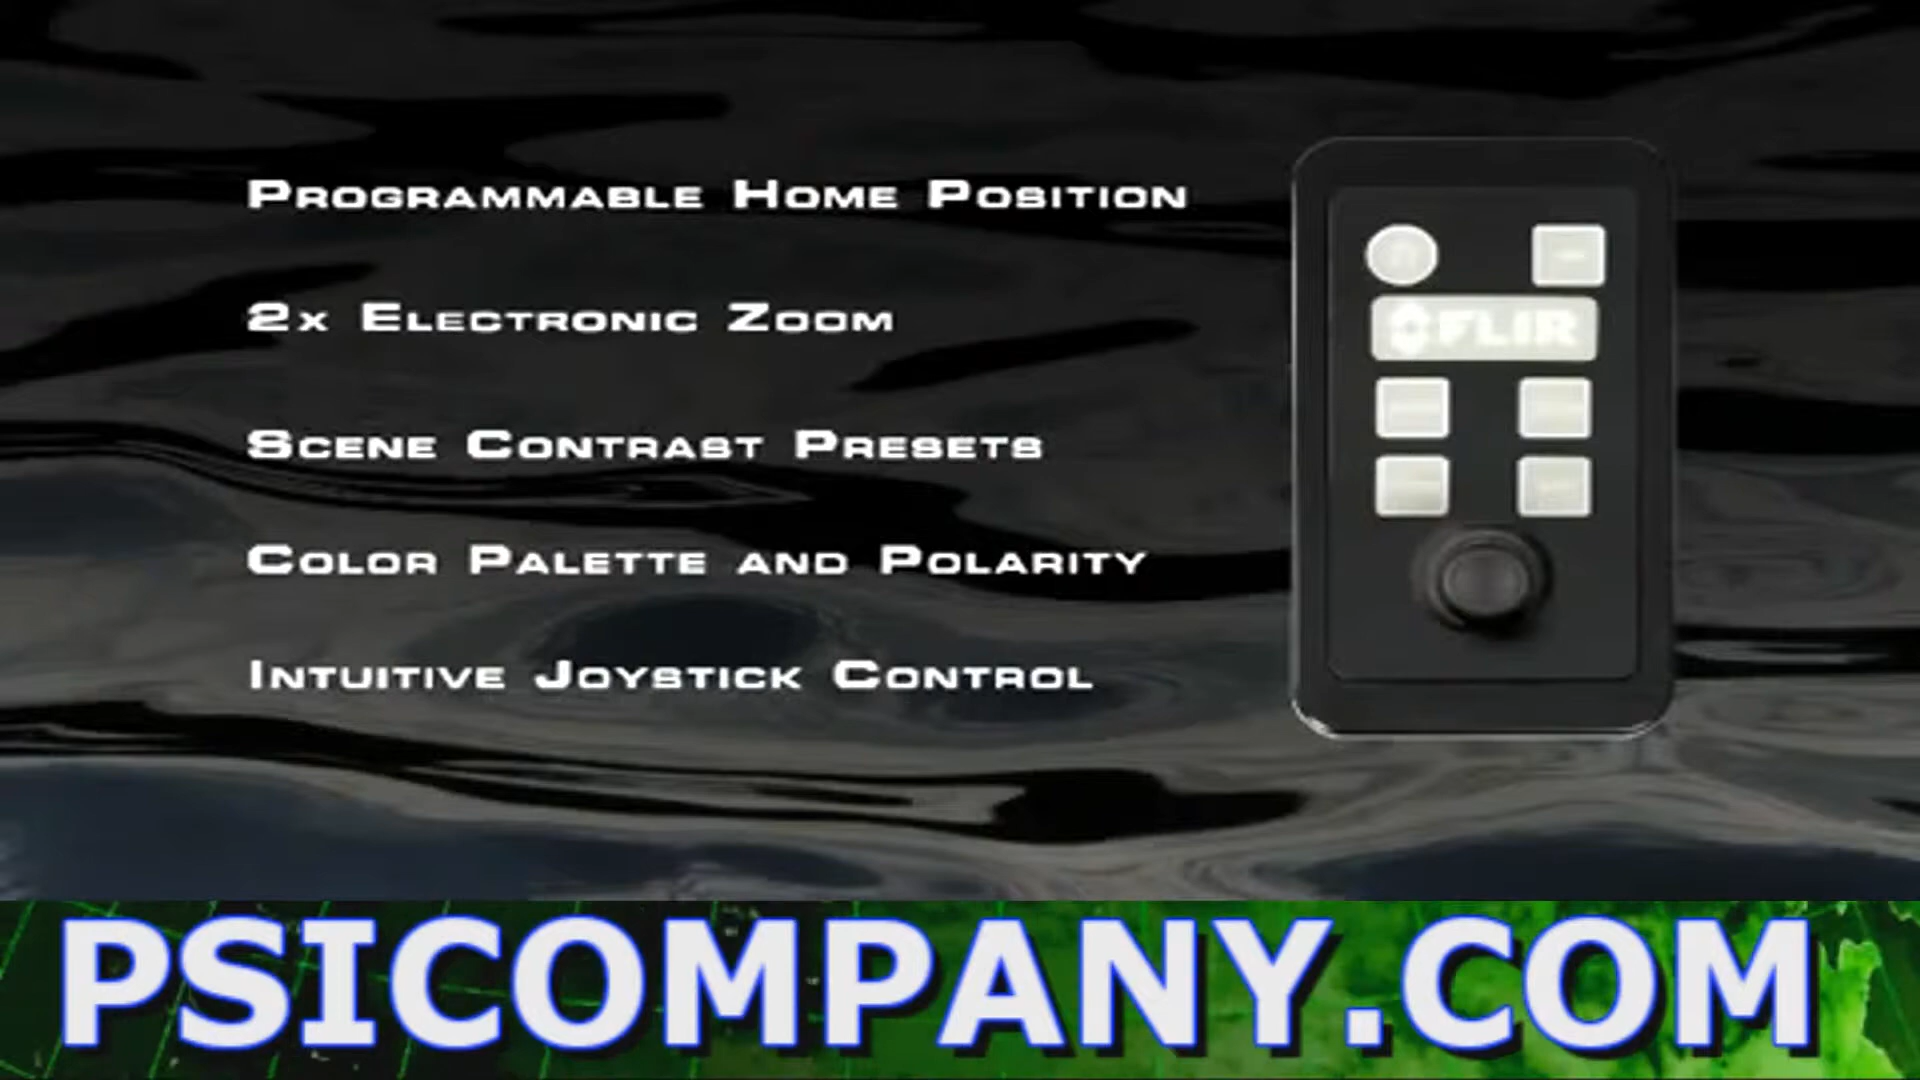 Programmable Home Position
2x Electronic Zoom
Scene Contrast Presets
Color Palette and Polarity
Intuitive Joystick Control
FLIR
PSICOMPANY.COM